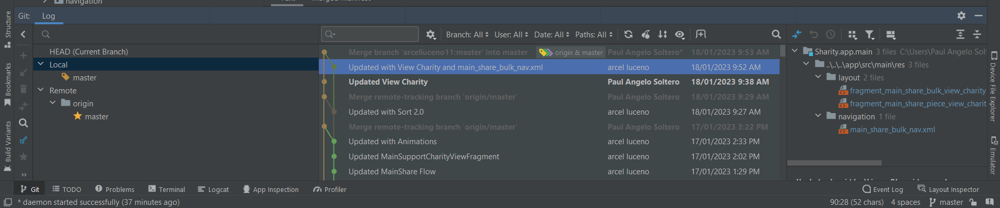 navigation
Git: Log
Branch: All User: All Date: All Paths: All
HEAD (Current Branch)
Local
master
Remote
origin
master
Merge branch 'arcelluceno11:master' into master origin & master Paul Angelo Soltero* 18/01/2023 9:53 AM
Updated with View Charity and main_share_bulk_nav.xml arcel luceno 18/01/2023 9:52 AM
Updated View Charity Paul Angelo Soltero 18/01/2023 9:38 AM
Merge remote-tracking branch 'origin/master' Paul Angelo Soltero 18/01/2023 9:29 AM
Updated with Sort 2.0 arcel luceno 18/01/2023 9:27 AM
Merge remote-tracking branch 'origin/master' Paul Angelo Soltero 17/01/2023 3:22 PM
Updated with Animations arcel luceno 17/01/2023 2:33 PM
Updated MainSupportCharityViewFragment arcel luceno 17/01/2023 2:02 PM
Updated MainShare Flow arcel luceno 17/01/2023 1:29 PM
Sharity.app.main 3 files C:\Users\Paul Angelo Solt
..\..\..\app\src\main\res 3 files
layout 2 files
fragment_main_share_bulk_view_charity
fragment_main_share_piece_view_charit
navigation 1 file
main_share_bulk_nav.xml
Structure
Bookmarks
Build Variants
Device File Explorer
Emulator
Git TODO Problems Terminal Logcat App Inspection Profiler Event Log Layout Inspector
* daemon started successfully (37 minutes ago) 90:28 (52 chars) 4 spaces master